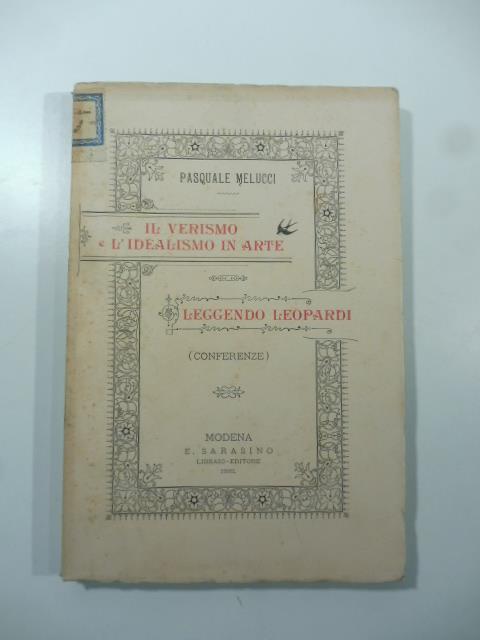 PASQUALE MELUCCI
IL VERISMO
E L'IDEALISMO IN ARTE
LEGGENDO LEOPARDI
(CONFERENZE)
MODENA
E. SARASINO
LIBRAIO-EDITORE